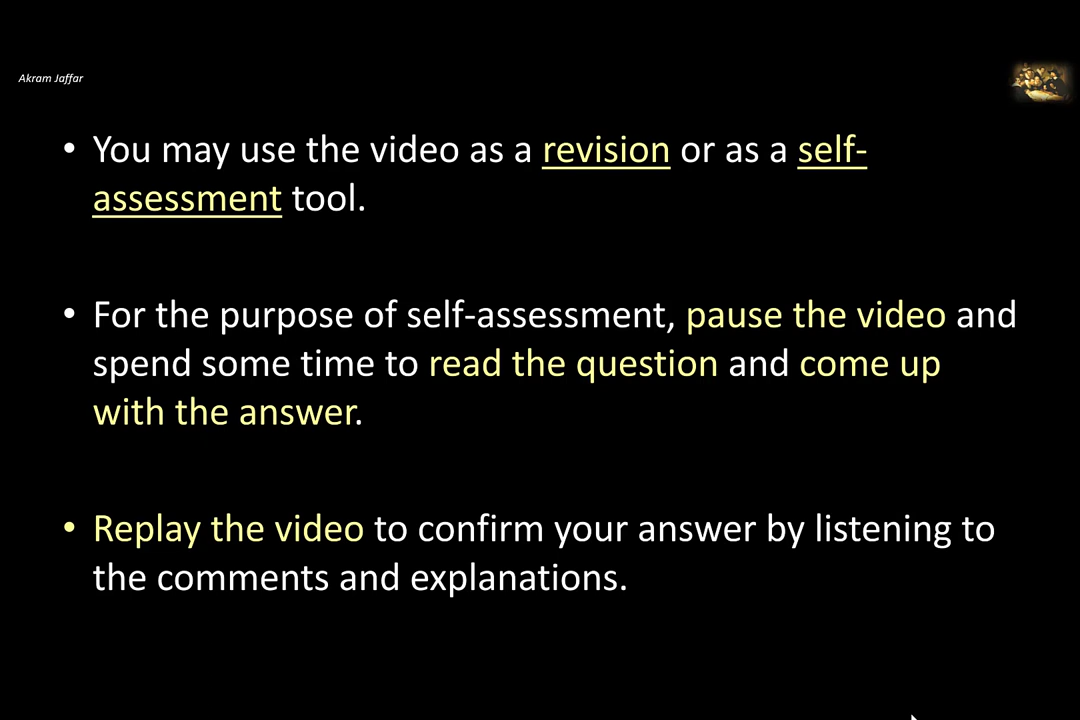 Akram Jaffar
• You may use the video as a revision or as a self-
assessment tool.
• For the purpose of self-assessment, pause the video and
spend some time to read the question and come up
with the answer.
• Replay the video to confirm your answer by listening to
the comments and explanations.